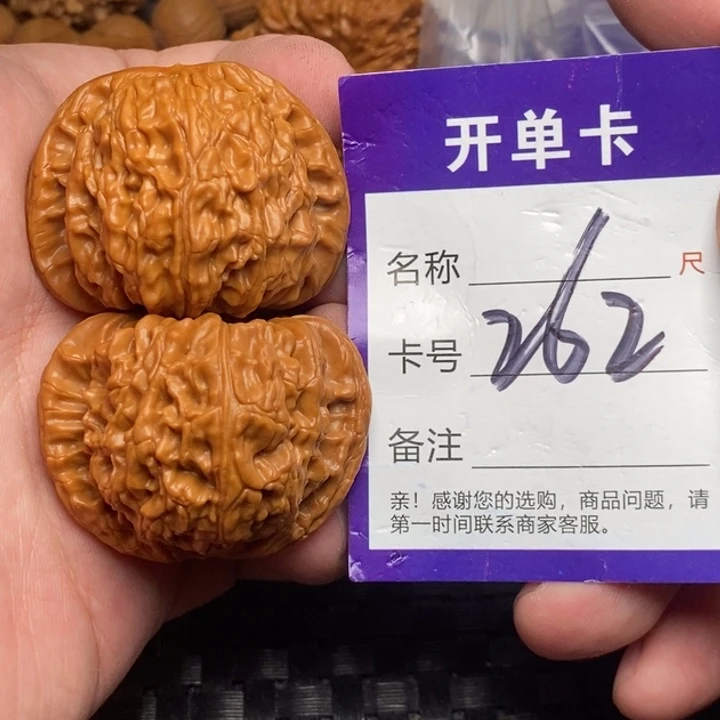 开单卡
名称 尺
卡号 262
备注
亲！感谢您的选购，商品问题，请
第一时间联系商家客服。